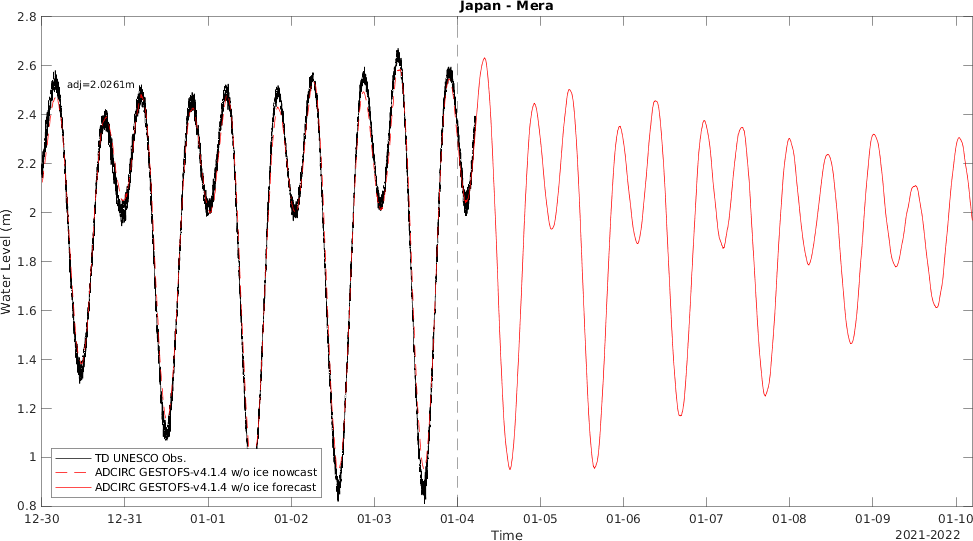 Japan - Mera
2.8
2.6
adj=2.0261m
2.4
2.2
2
Water Level (m)
1.8
1.6
1.4
1.2
1
0.8
TD UNESCO Obs.
ADCIRC GESTOFS-v4.1.4 w/o ice nowcast
ADCIRC GESTOFS-v4.1.4 w/o ice forecast
12-30 12-31 01-01 01-02 01-03 01-04 01-05 01-06 01-07 01-08 01-09 01-10
Time
2021-2022